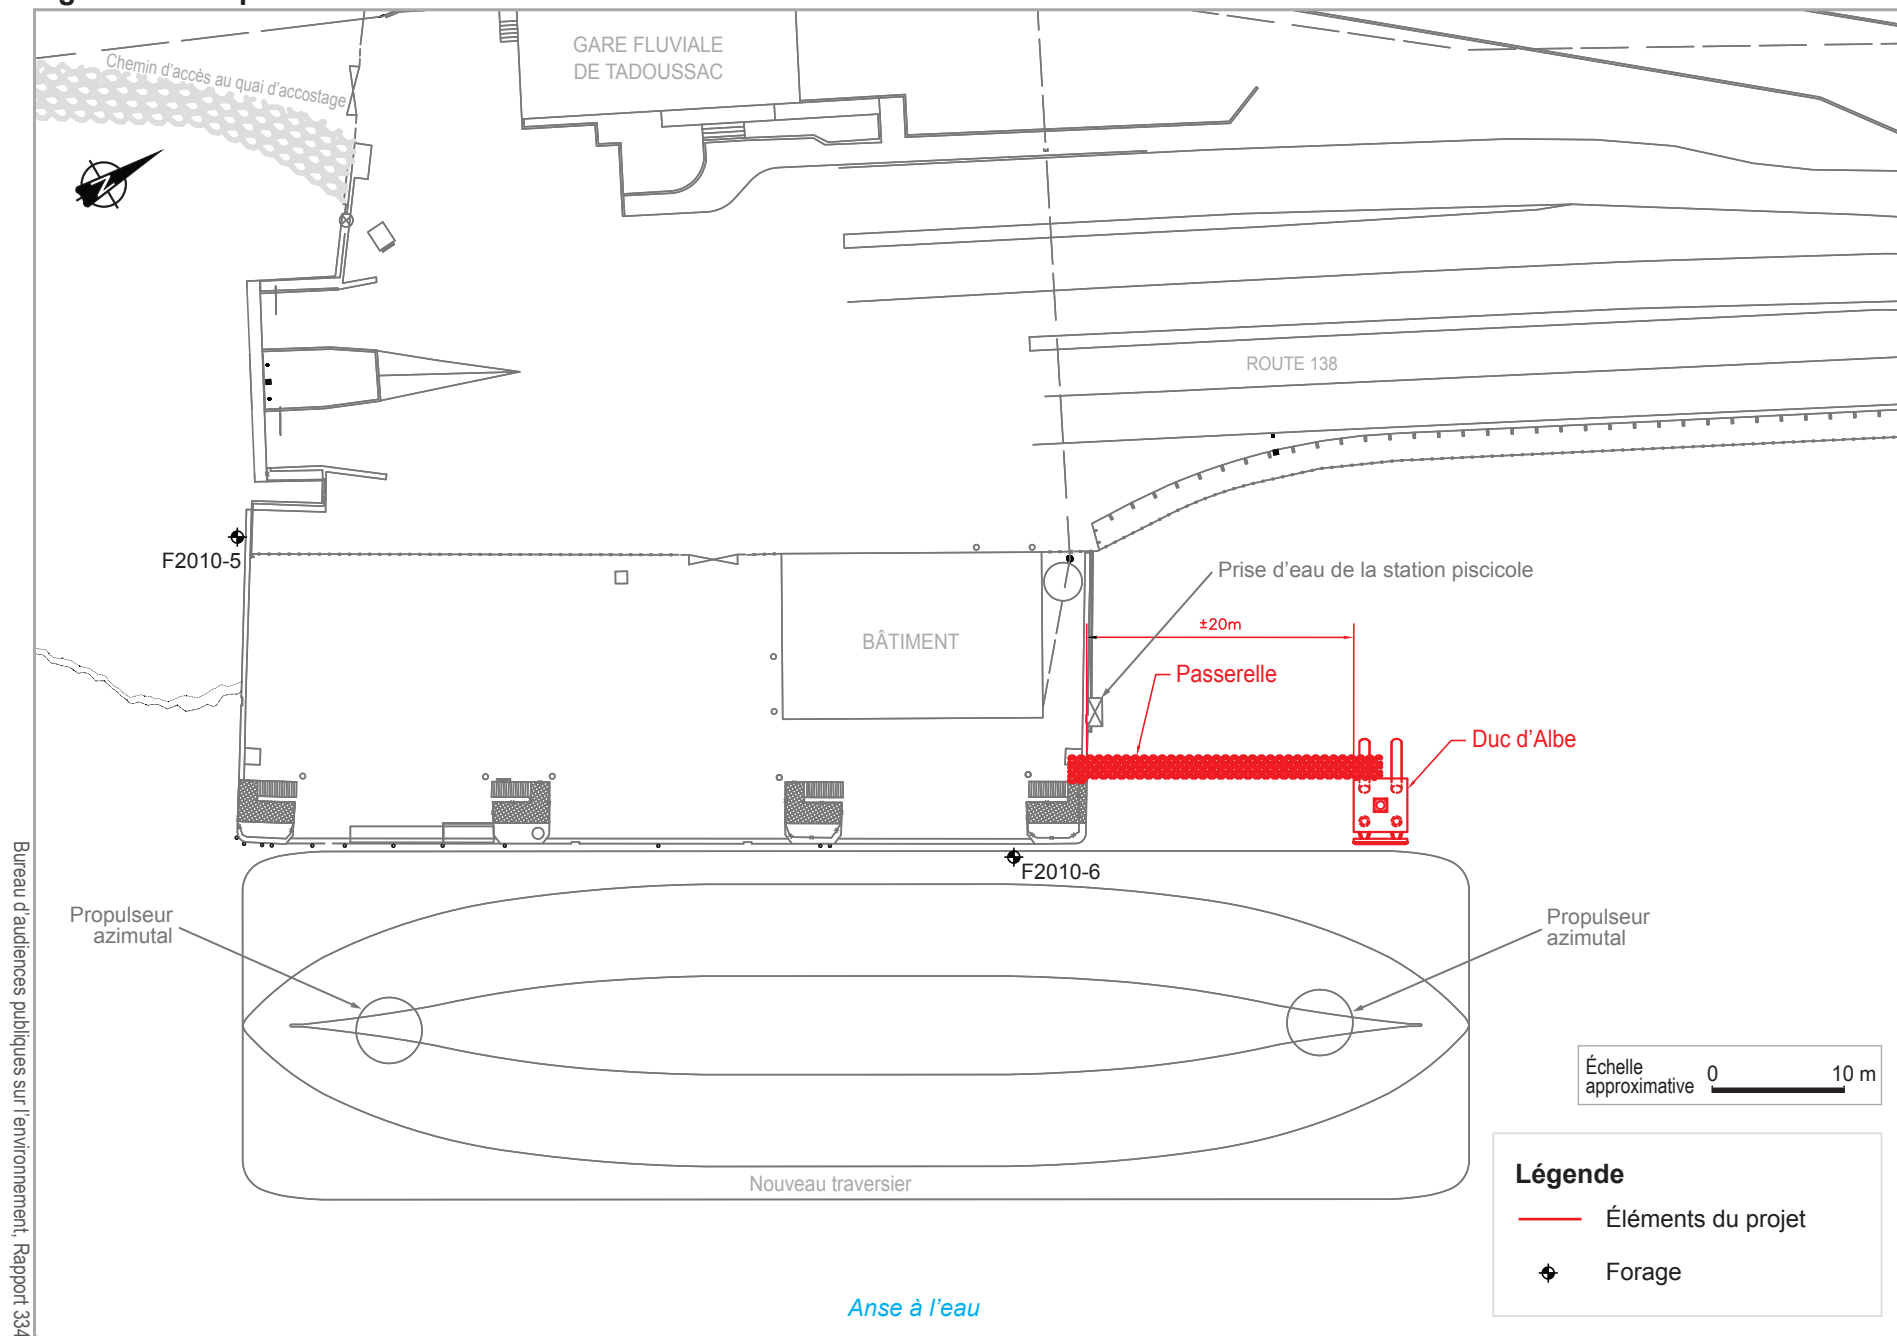 GARE FLUVIALE
DE TADOUSSAC
Chemin d'accès au quai d'accostage
N
ROUTE 138
F2010-5
Prise d'eau de la station piscicole
±20m
BÂTIMENT
Passerelle
Duc d'Albe
F2010-6
Propulseur
azimutal
Propulseur
azimutal
Échelle
approximative
0
10 m
Nouveau traversier
Légende
Éléments du projet
Forage
Anse à l'eau
Bureau d'audiences publiques sur l'environnement, Rapport 334